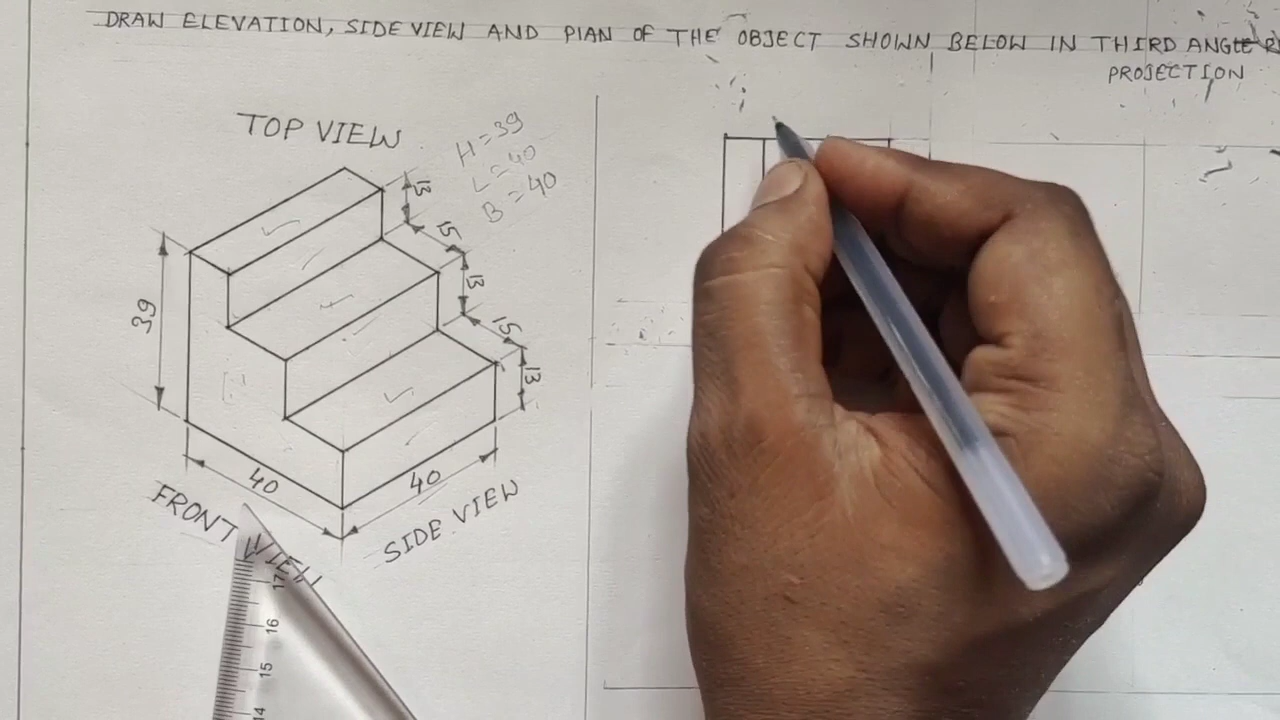 DRAW ELEVATION, SIDE VIEW AND PlAN OF THE OBJECT SHOWN BELOW IN THIRD ANGLE
PROJECTION
TOP VIEW
H=39
L=40
B=40
13
15
13
15
13
39
40
40
FRONT VIEW
SIDE VIEW
17
16
15
14